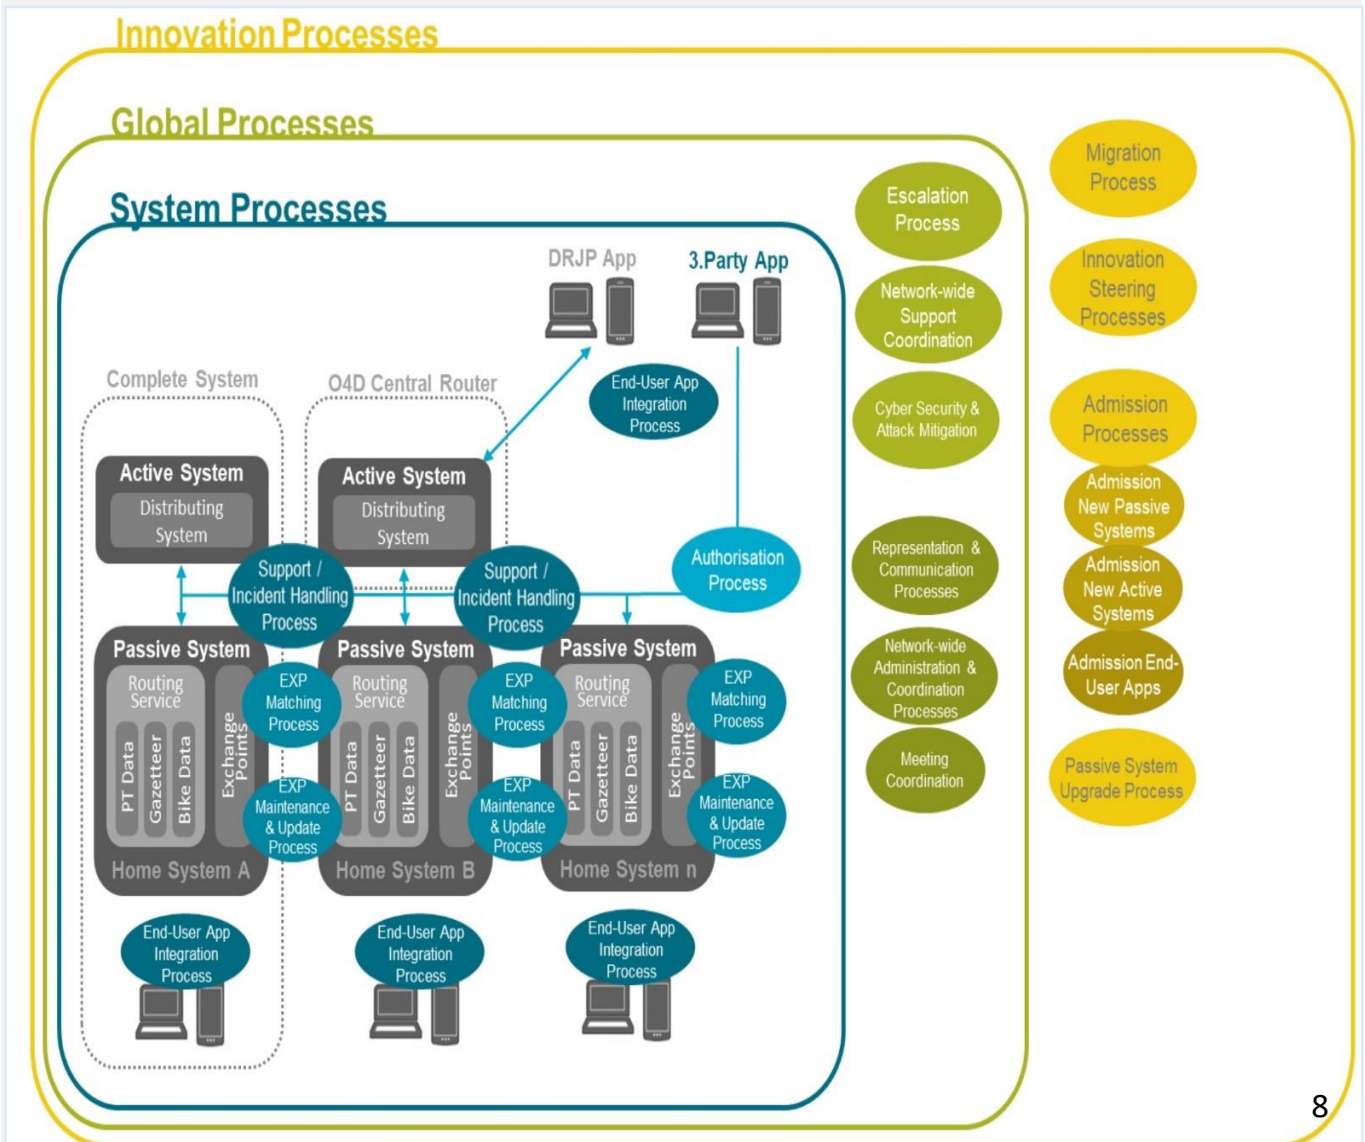 Innovation Processes
Global Processes
System Processes
DRJP App
3.Party App
End-User App
Integration
Process
Complete System
O4D Central Router
Active System
Distributing
System
Active System
Distributing
System
Support /
Incident Handling
Process
Support /
Incident Handling
Process
Authorisation
Process
Passive System
Routing
Service
PT Data
Gazetteer
Bike Data
Exchange
Points
EXP
Matching
Process
EXP
Maintenance
& Update
Process
Home System A
Passive System
Routing
Service
PT Data
Gazetteer
Bike Data
Exchange
Points
EXP
Matching
Process
EXP
Maintenance
& Update
Process
Home System B
Passive System
Routing
Service
PT Data
Gazetteer
Bike Data
Exchange
Points
EXP
Matching
Process
EXP
Maintenance
& Update
Process
Home System n
End-User App
Integration
Process
End-User App
Integration
Process
End-User App
Integration
Process
Escalation
Process
Network-wide
Support
Coordination
Cyber Security &
Attack Mitigation
Representation &
Communication
Processes
Network-wide
Administration &
Coordination
Processes
Meeting
Coordination
Migration
Process
Innovation
Steering
Processes
Admission
Processes
Admission
New Passive
Systems
Admission
New Active
Systems
Admission End-
User Apps
Passive System
Upgrade Process
8